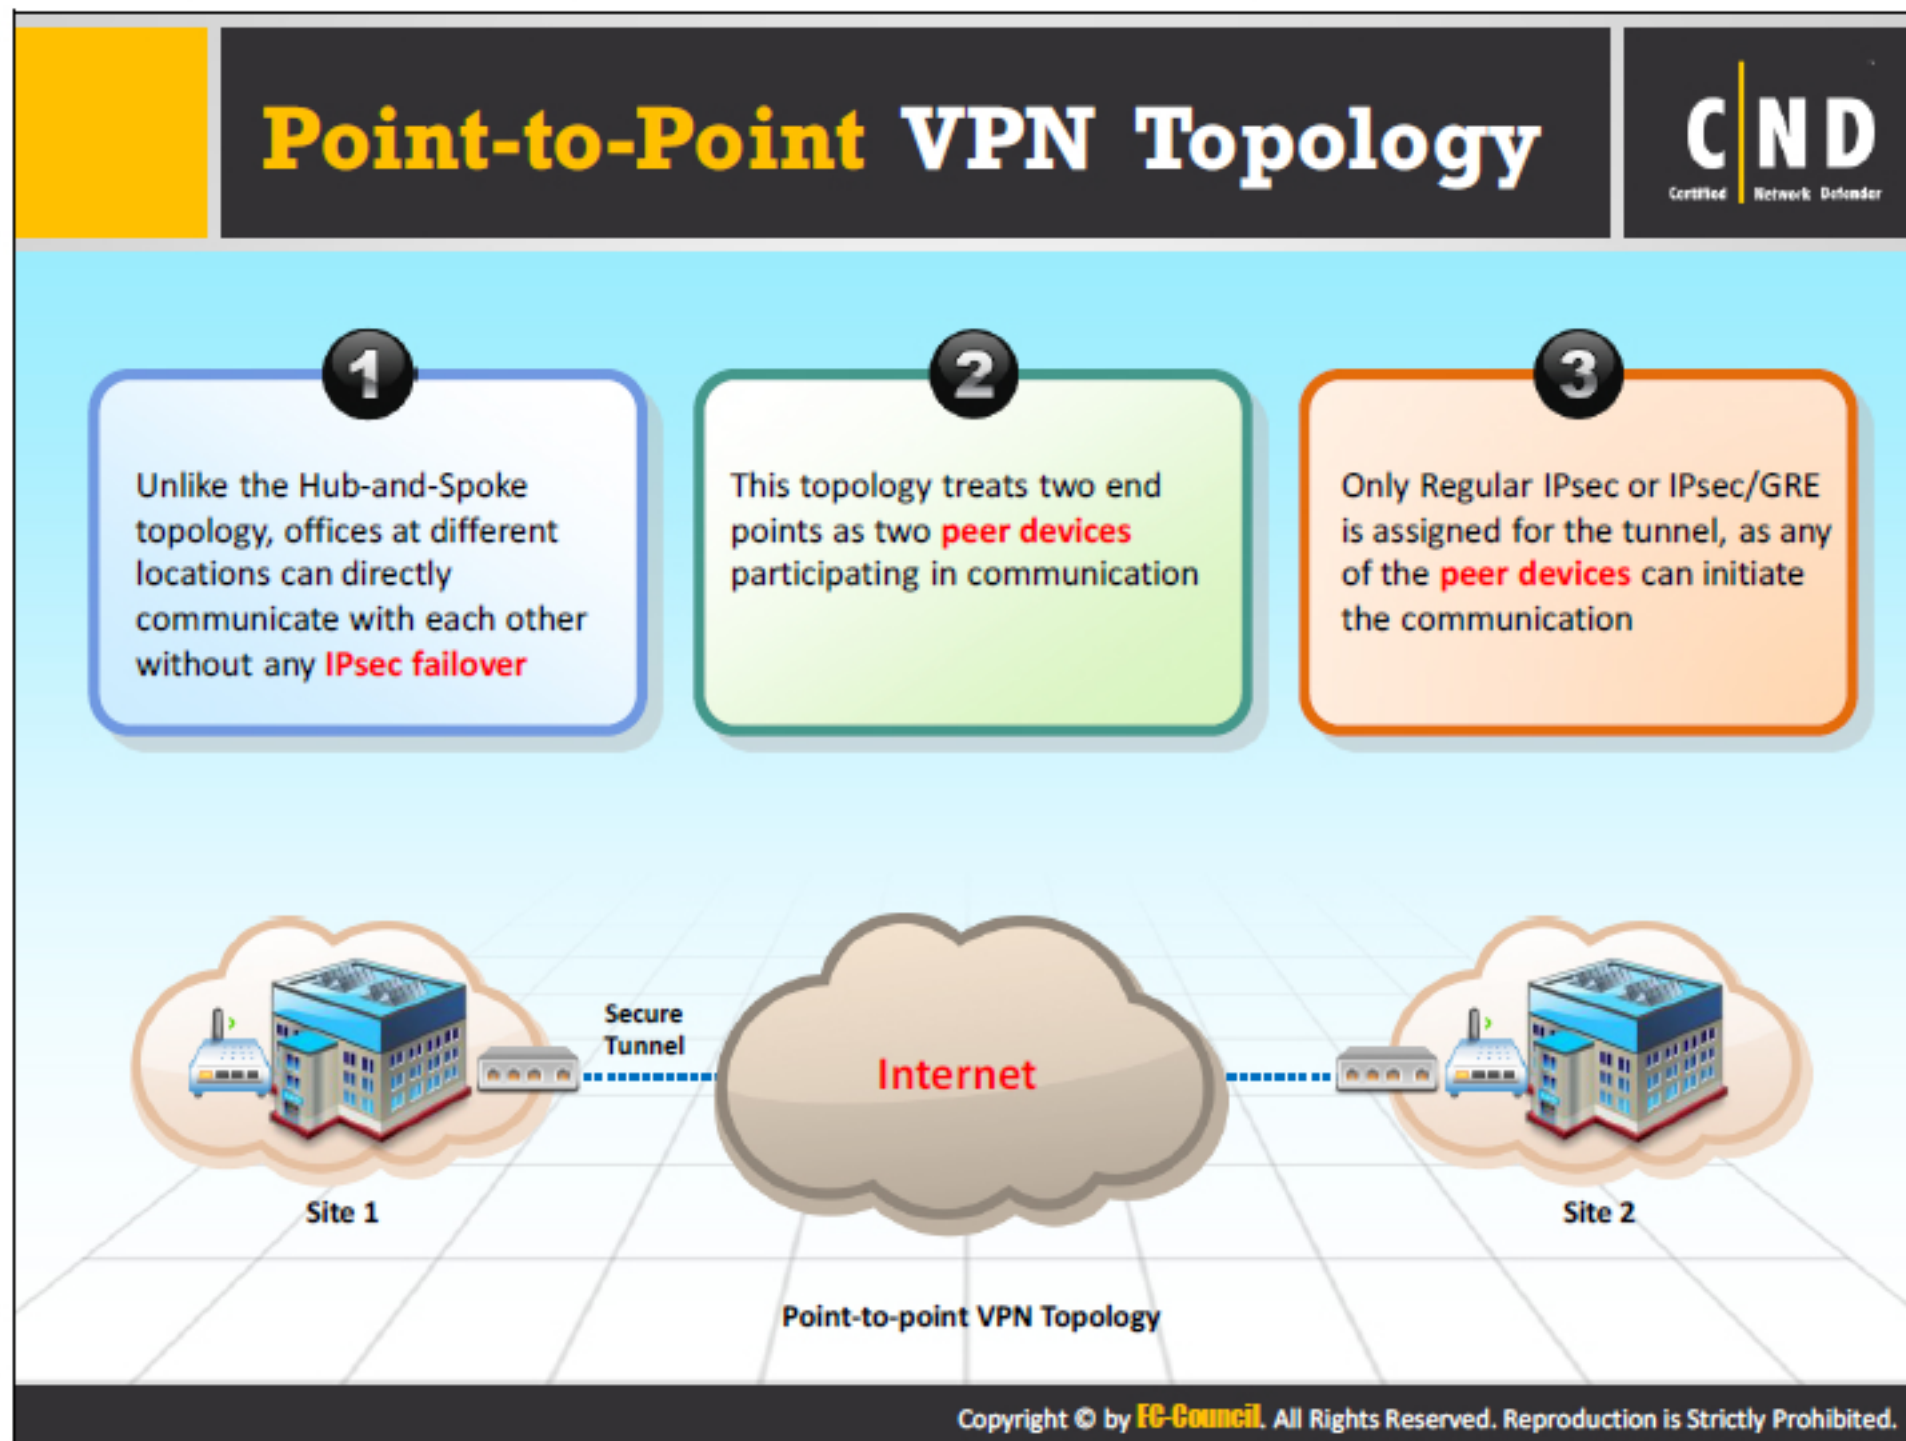 Point-to-Point VPN Topology
C N D
Certified Network Defender
1
Unlike the Hub-and-Spoke
topology, offices at different
locations can directly
communicate with each other
without any IPsec failover
2
This topology treats two end
points as two peer devices
participating in communication
3
Only Regular IPsec or IPsec/GRE
is assigned for the tunnel, as any
of the peer devices can initiate
the communication
Secure
Tunnel
Internet
Site 1
Site 2
Point-to-point VPN Topology
Copyright © by EC-Council. All Rights Reserved. Reproduction is Strictly Prohibited.